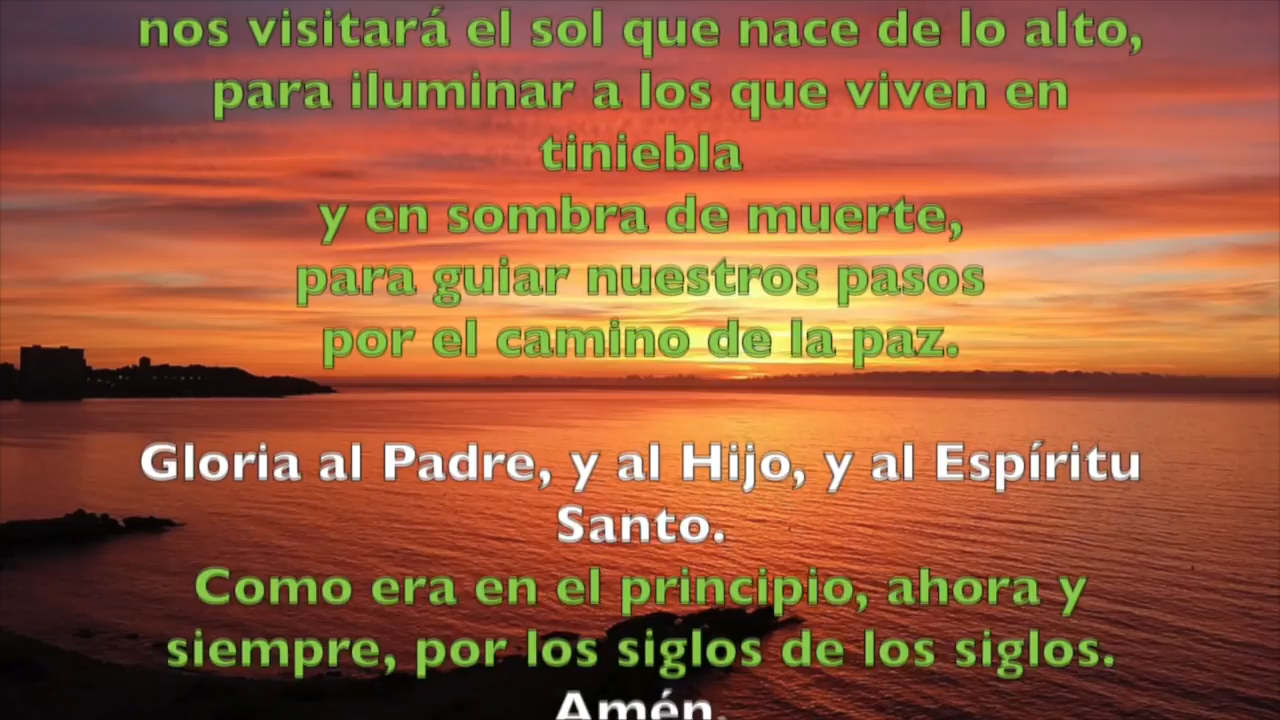 nos visitará el sol que nace de lo alto,
para iluminar a los que viven en
tiniebla
y en sombra de muerte,
para guiar nuestros pasos
por el camino de la paz.
Gloria al Padre, y al Hijo, y al Espíritu
Santo.
Como era en el principio, ahora y
siempre, por los siglos de los siglos.
Amén.